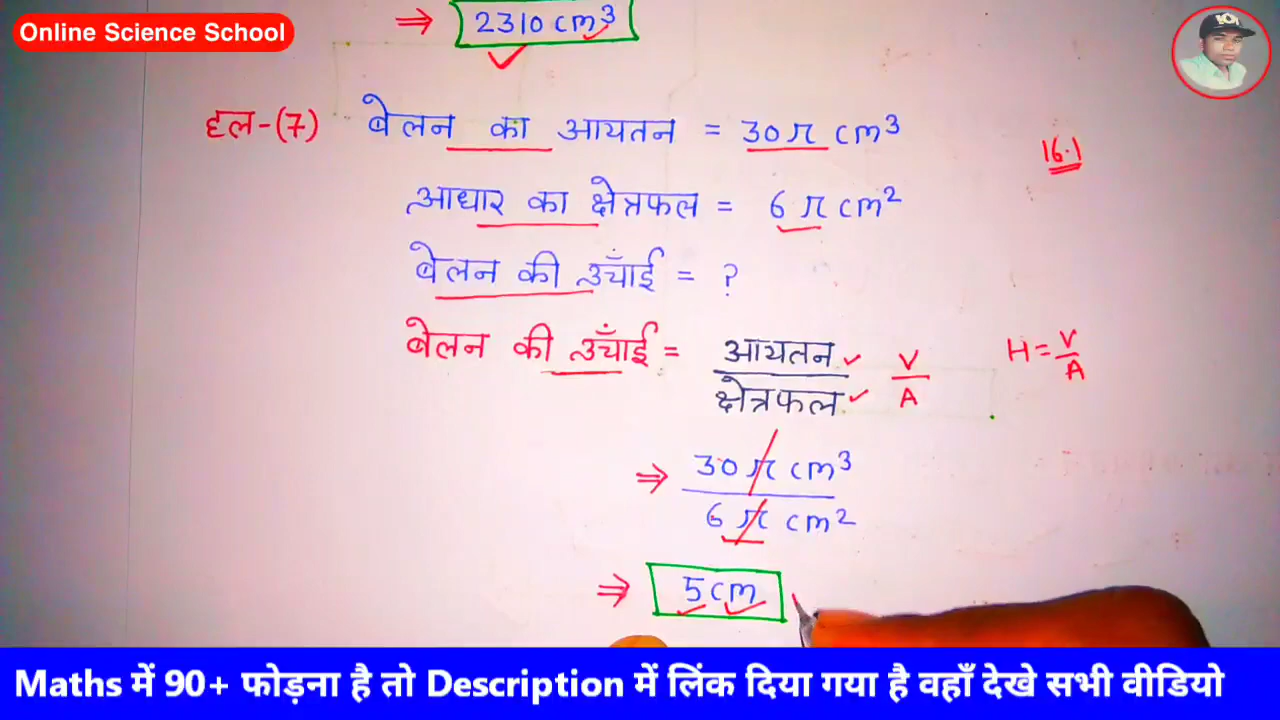 Online Science School
⇒ 2310 cm³
हल-(7) बेलन का आयतन = 30π cm³
16.1
आधार का क्षेत्रफल = 6π cm²
बेलन की उँचाई = ?
बेलन की उँचाई = आयतन / क्षेत्रफल V / A H = V / A
⇒ 30π cm³ / 6π cm²
⇒ 5cm
Maths में 90+ फोड़ना है तो Description में लिंक दिया गया है वहाँ देखे सभी वीडियो